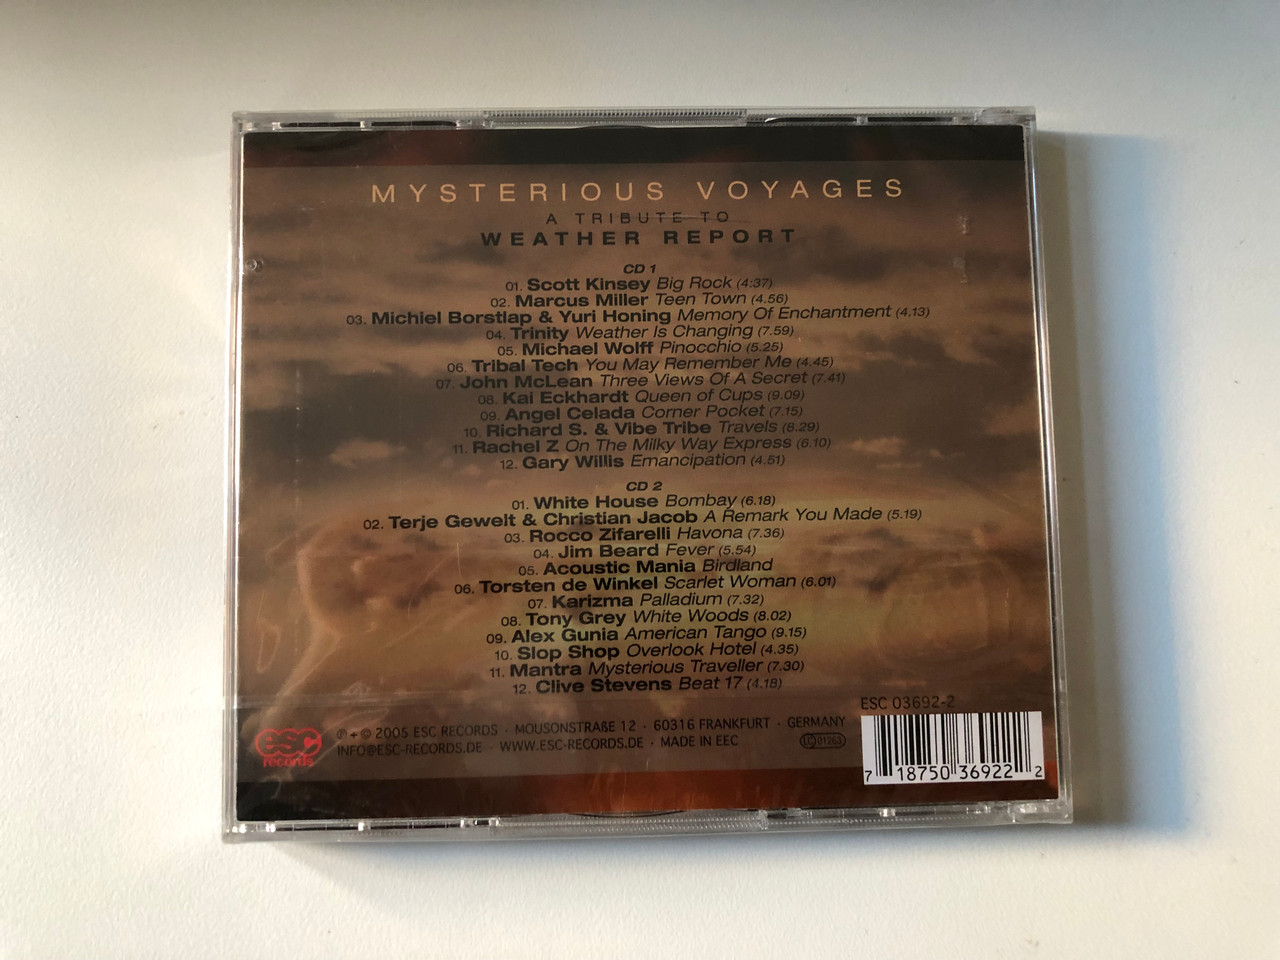 MYSTERIOUS VOYAGES
A TRIBUTE TO
WEATHER REPORT
CD 1
01. Scott Kinsey Big Rock (4:37)
02. Marcus Miller Teen Town (4.56)
03. Michiel Borstlap & Yuri Honing Memory Of Enchantment (4.13)
04. Trinity Weather Is Changing (7.59)
05. Michael Wolff Pinocchio (5.25)
06. Tribal Tech You May Remember Me (4.45)
07. John McLean Three Views Of A Secret (7.41)
08. Kai Eckhardt Queen of Cups (9.09)
09. Angel Celada Corner Pocket (7.15)
10. Richard S. & Vibe Tribe Travels (8.29)
11. Rachel Z On The Milky Way Express (6.10)
12. Gary Willis Emancipation (4.51)
CD 2
01. White House Bombay (6.18)
02. Terje Gewelt & Christian Jacob A Remark You Made (5.19)
03. Rocco Zifarelli Havona (7.36)
04. Jim Beard Fever (5.54)
05. Acoustic Mania Birdland
06. Torsten de Winkel Scarlet Woman (6.01)
07. Karizma Palladium (7.32)
08. Tony Grey White Woods (8.02)
09. Alex Gunia American Tango (9.15)
10. Slop Shop Overlook Hotel (4.35)
11. Mantra Mysterious Traveller (7.30)
12. Clive Stevens Beat 17 (4.18)
ESC 03692-2
esc records
℗ + © 2005 ESC RECORDS · MOUSONSTRAßE 12 · 60316 FRANKFURT · GERMANY
INFO@ESC-RECORDS.DE · WWW.ESC-RECORDS.DE · MADE IN EEC
LC 01263
7 18750 36922 2